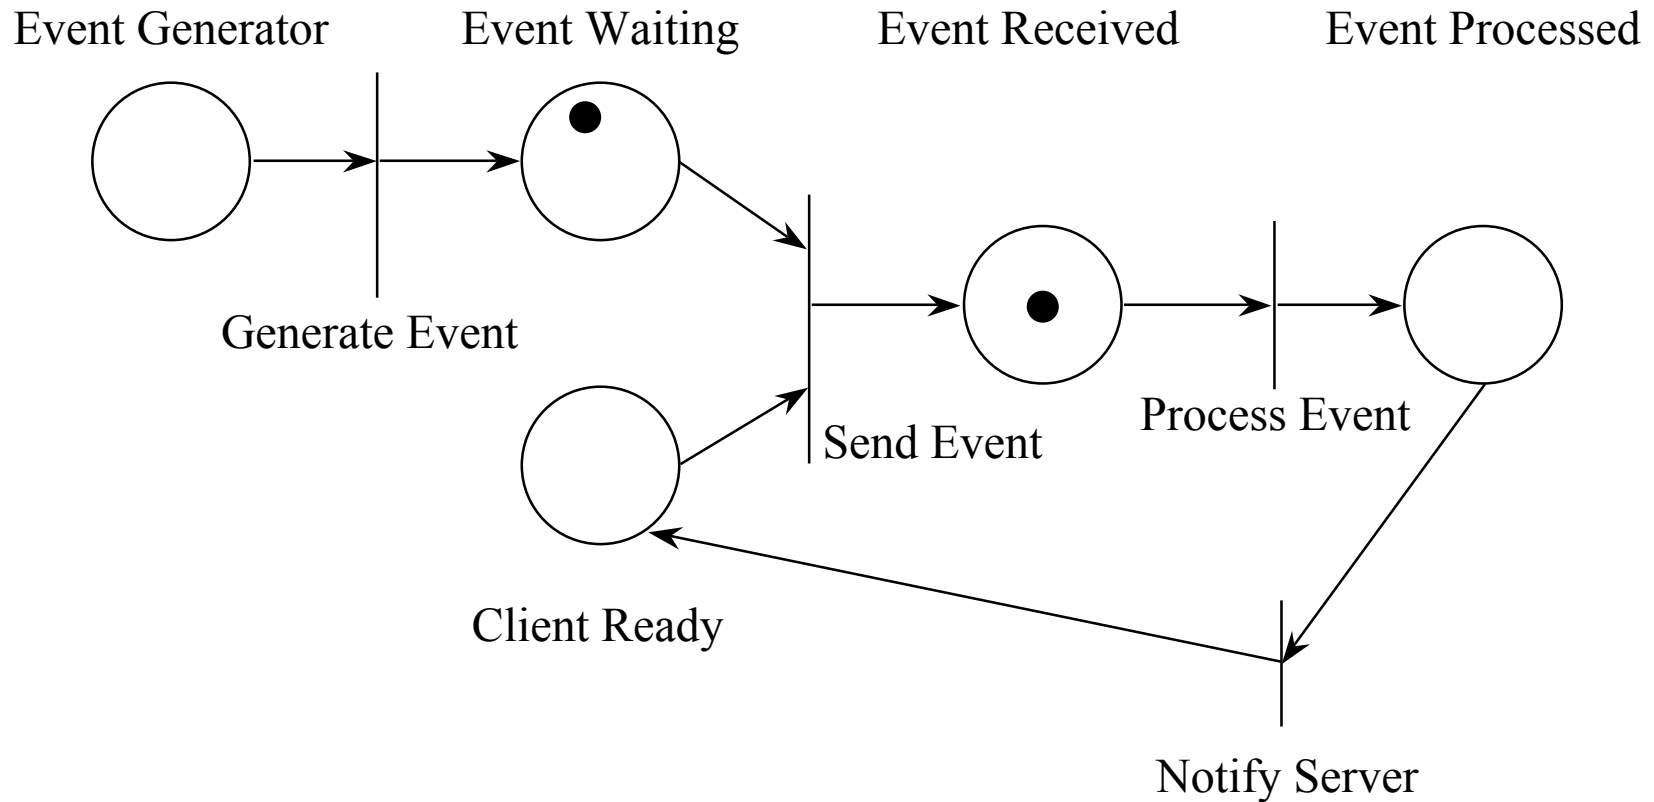 Event Generator
Event Waiting
Event Received
Event Processed
Generate Event
Process Event
Send Event
Client Ready
Notify Server